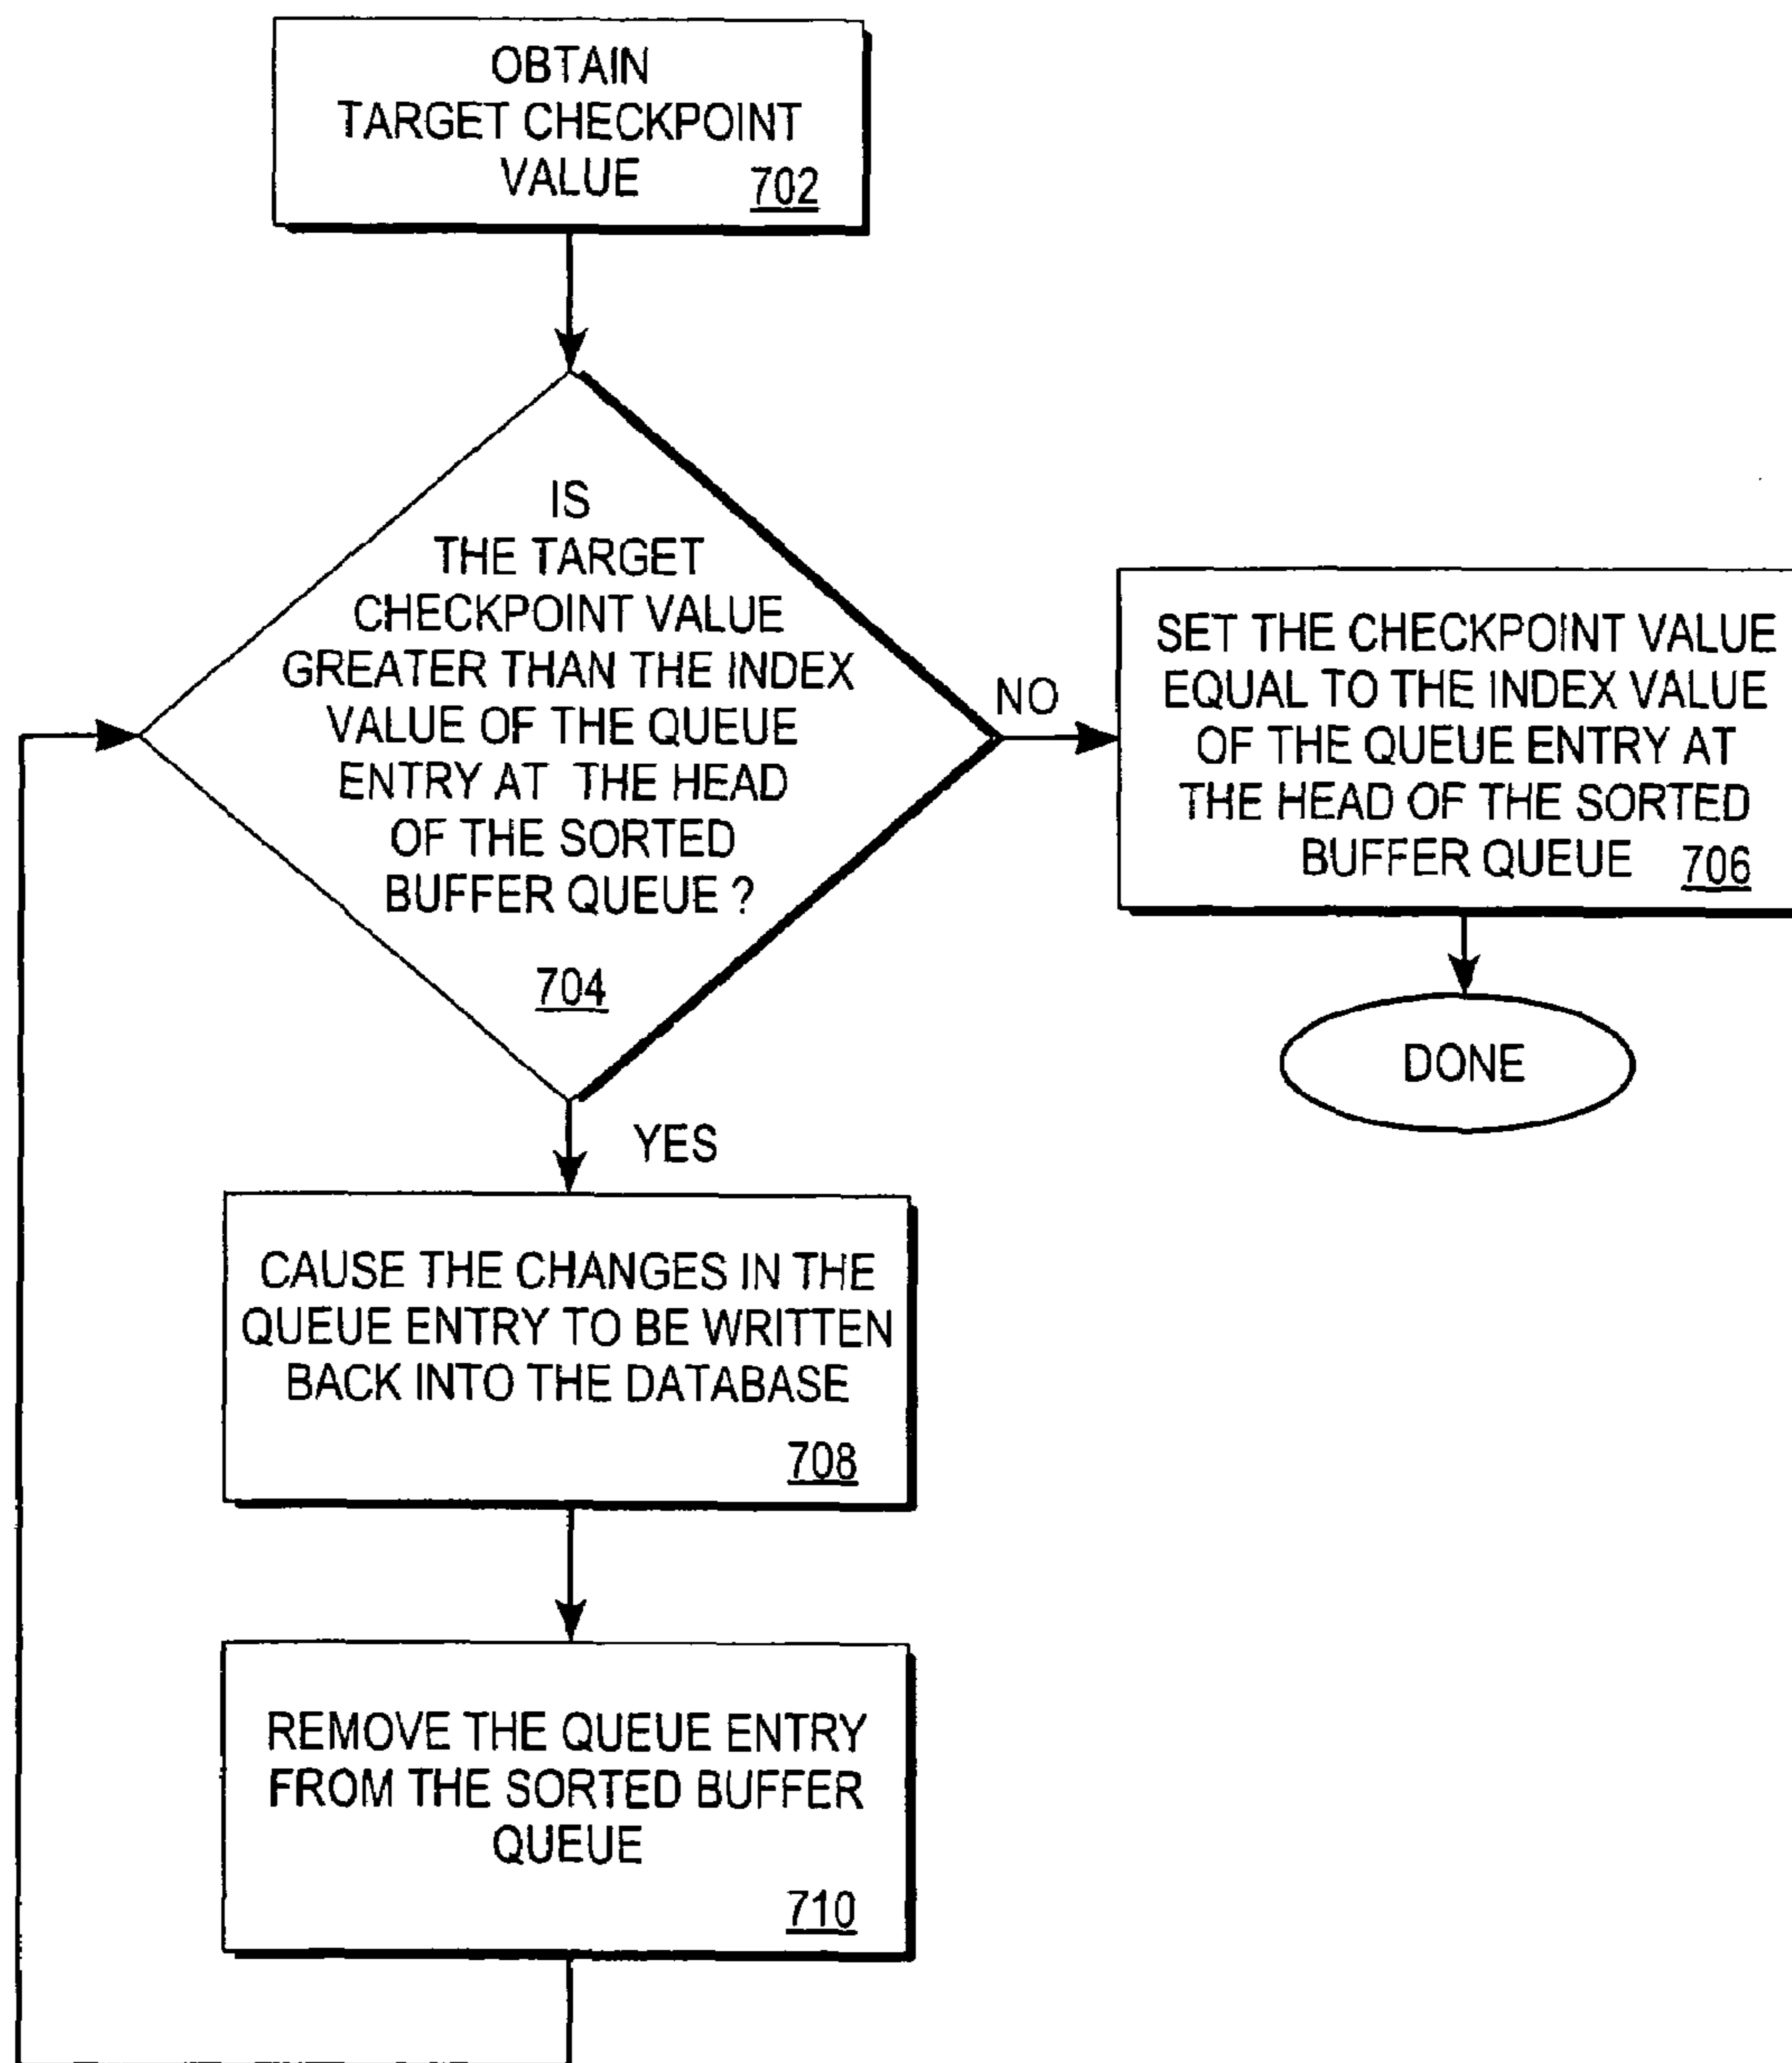 OBTAIN
TARGET CHECKPOINT
VALUE 702
IS
THE TARGET
CHECKPOINT VALUE
GREATER THAN THE INDEX
VALUE OF THE QUEUE
ENTRY AT THE HEAD
OF THE SORTED
BUFFER QUEUE ?
704
NO
SET THE CHECKPOINT VALUE
EQUAL TO THE INDEX VALUE
OF THE QUEUE ENTRY AT
THE HEAD OF THE SORTED
BUFFER QUEUE 706
DONE
YES
CAUSE THE CHANGES IN THE
QUEUE ENTRY TO BE WRITTEN
BACK INTO THE DATABASE
708
REMOVE THE QUEUE ENTRY
FROM THE SORTED BUFFER
QUEUE
710